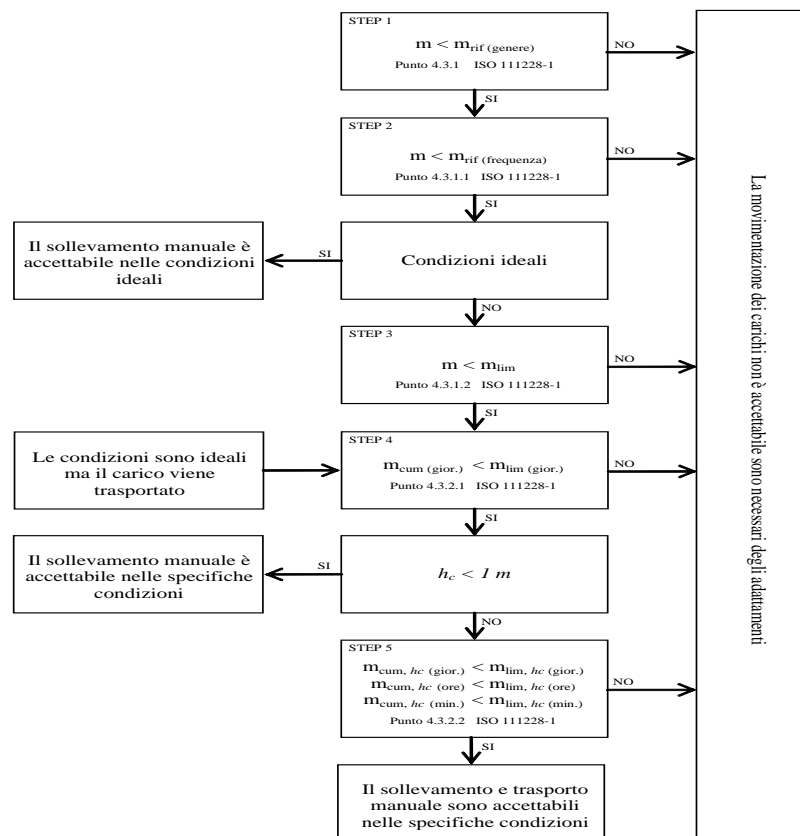 STEP 1
m < mrif (genere)
Punto 4.3.1 ISO 111228-1
NO
SI
STEP 2
m < mrif (frequenza)
Punto 4.3.1.1 ISO 111228-1
NO
SI
Il sollevamento manuale è
accettabile nelle condizioni
ideali
SI
Condizioni ideali
NO
STEP 3
m < mlim
Punto 4.3.1.2 ISO 111228-1
NO
SI
Le condizioni sono ideali
ma il carico viene
trasportato
STEP 4
mcum (gior.) < mlim (gior.)
Punto 4.3.2.1 ISO 111228-1
NO
SI
Il sollevamento manuale è
accettabile nelle specifiche
condizioni
SI
hc < 1 m
NO
STEP 5
mcum, hc (gior.) < mlim, hc (gior.)
mcum, hc (ore) < mlim, hc (ore)
mcum, hc (min.) < mlim, hc (min.)
Punto 4.3.2.2 ISO 111228-1
NO
SI
Il sollevamento e trasporto
manuale sono accettabili
nelle specifiche condizioni
La movimentazione dei carichi non è accettabile sono necessari degli adattamenti